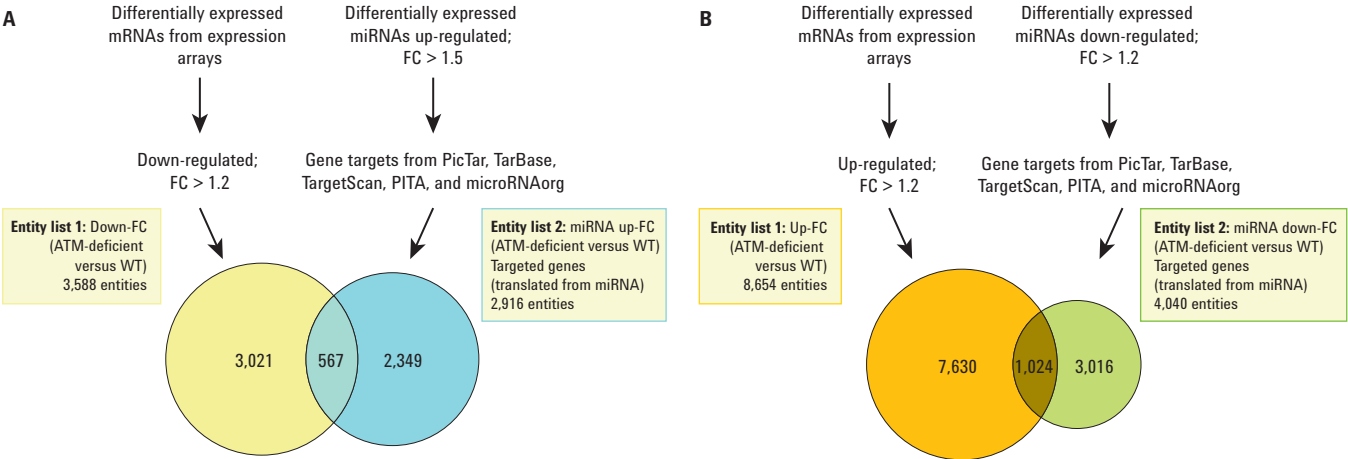 A
Differentially expressed
mRNAs from expression
arrays
Differentially expressed
miRNAs up-regulated;
FC > 1.5
Down-regulated;
FC > 1.2
Gene targets from PicTar, TarBase,
TargetScan, PITA, and microRNAorg
Entity list 1: Down-FC
(ATM-deficient
versus WT)
3,588 entities
Entity list 2: miRNA up-FC
(ATM-deficient versus WT)
Targeted genes
(translated from miRNA)
2,916 entities
3,021
567
2,349
B
Differentially expressed
mRNAs from expression
arrays
Differentially expressed
miRNAs down-regulated;
FC > 1.2
Up-regulated;
FC > 1.2
Gene targets from PicTar, TarBase,
TargetScan, PITA, and microRNAorg
Entity list 1: Up-FC
(ATM-deficient
versus WT)
8,654 entities
Entity list 2: miRNA down-FC
(ATM-deficient versus WT)
Targeted genes
(translated from miRNA)
4,040 entities
7,630
1,024
3,016